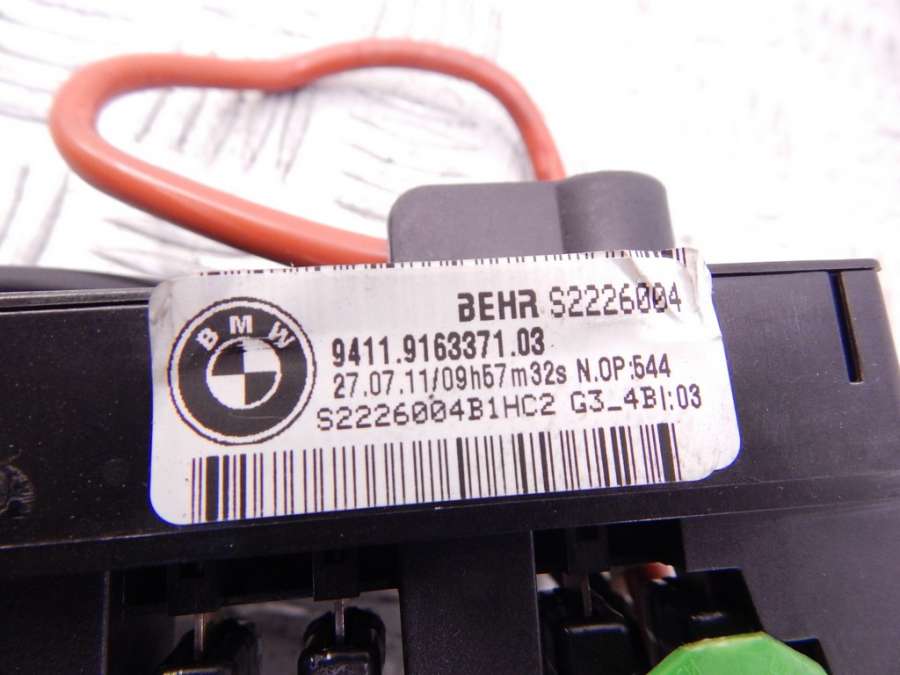 BEHR S2226004
BMW
9411.9163371.03
27.07.11/09h57m32s N.OP:544
S2226004B1HC2 G3_4BI:03